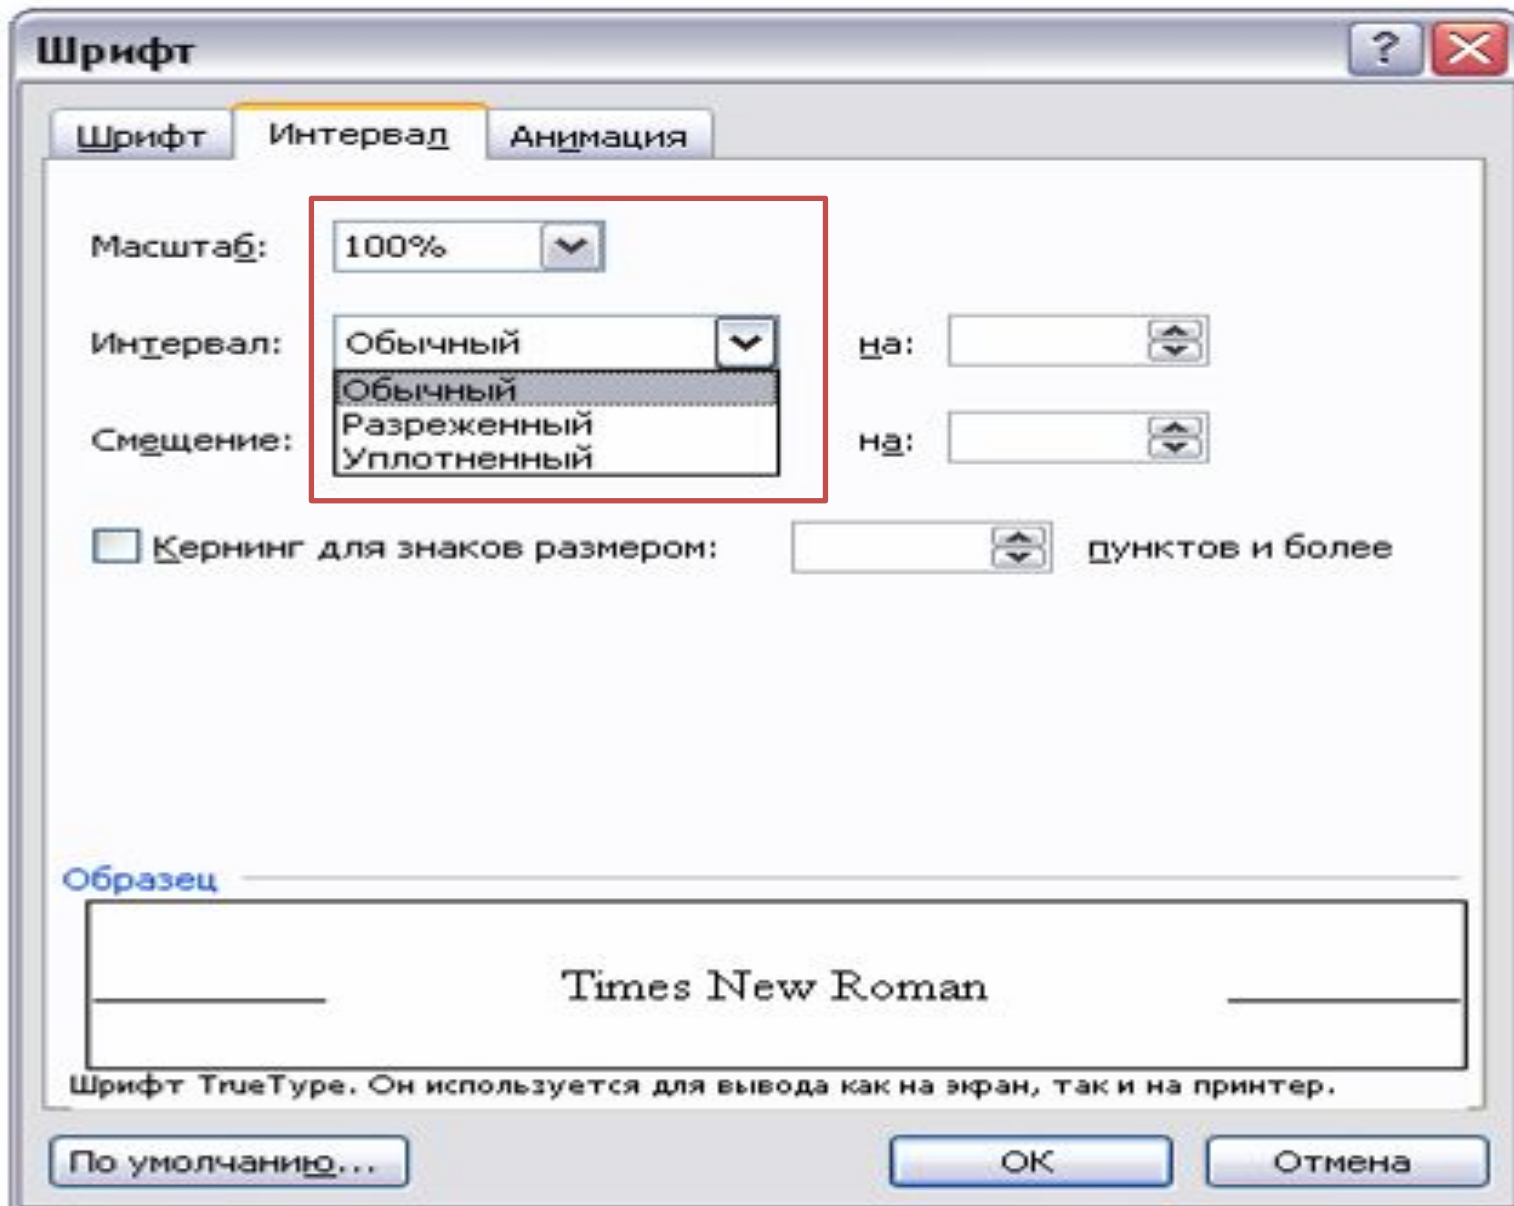 Шрифт
Шрифт Интервал Анимация
Масштаб: 100%
Интервал: Обычный на:
Обычный
Разреженный
Уплотненный
Смещение: на:
Кернинг для знаков размером: пунктов и более
Образец
Times New Roman
Шрифт TrueType. Он используется для вывода как на экран, так и на принтер.
По умолчанию... ОК Отмена